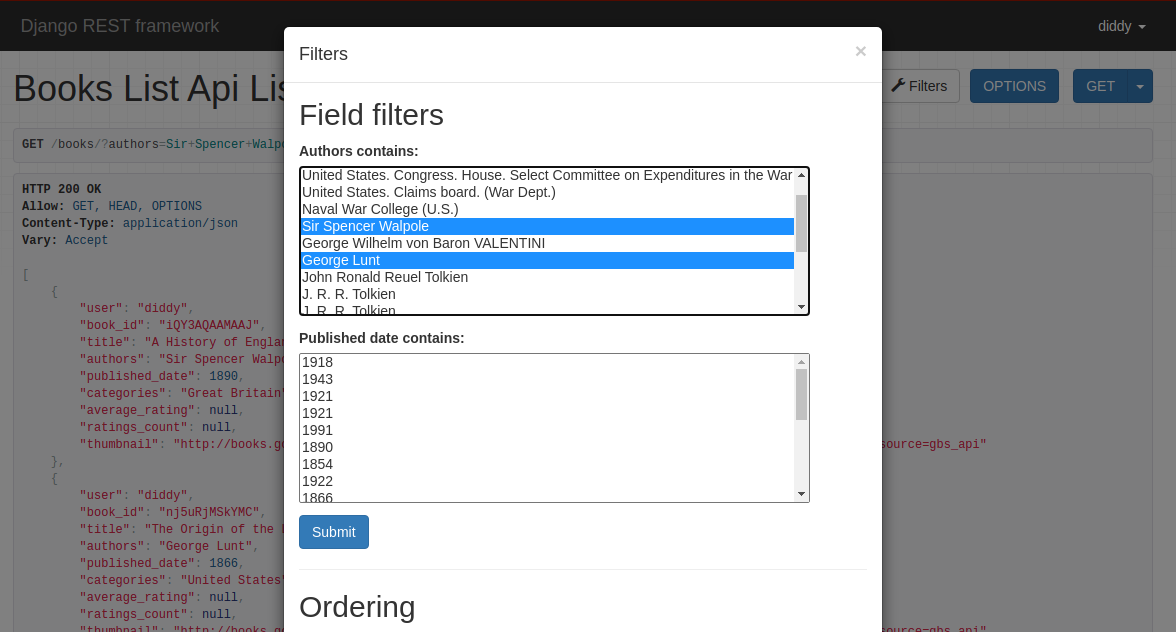 Django REST framework
diddy
Filters
×
Books List Api Lis
Filters
OPTIONS
GET
Field filters
GET /books/?authors=Sir+Spencer+Walpo
Authors contains:
United States. Congress. House. Select Committee on Expenditures in the War
United States. Claims board. (War Dept.)
Naval War College (U.S.)
Sir Spencer Walpole
George Wilhelm von Baron VALENTINI
George Lunt
John Ronald Reuel Tolkien
J. R. R. Tolkien
J. R. R. Tolkien
Published date contains:
1918
1943
1921
1921
1991
1890
1854
1922
1866
Submit
Ordering
HTTP 200 OK
Allow: GET, HEAD, OPTIONS
Content-Type: application/json
Vary: Accept
[
{
"user": "diddy",
"book_id": "iQY3AQAAMAAJ",
"title": "A History of Englan
"authors": "Sir Spencer Walpo
"published_date": 1890,
"categories": "Great Britain"
"average_rating": null,
"ratings_count": null,
"thumbnail": "http://books.go source=gbs_api"
},
{
"user": "diddy",
"book_id": "nj5uRjMSkYMC",
"title": "The Origin of the
"authors": "George Lunt",
"published_date": 1866,
"categories": "United States"
"average_rating": null,
"ratings_count": null,
"thumbnail": "http://books.go source=gbs_api"